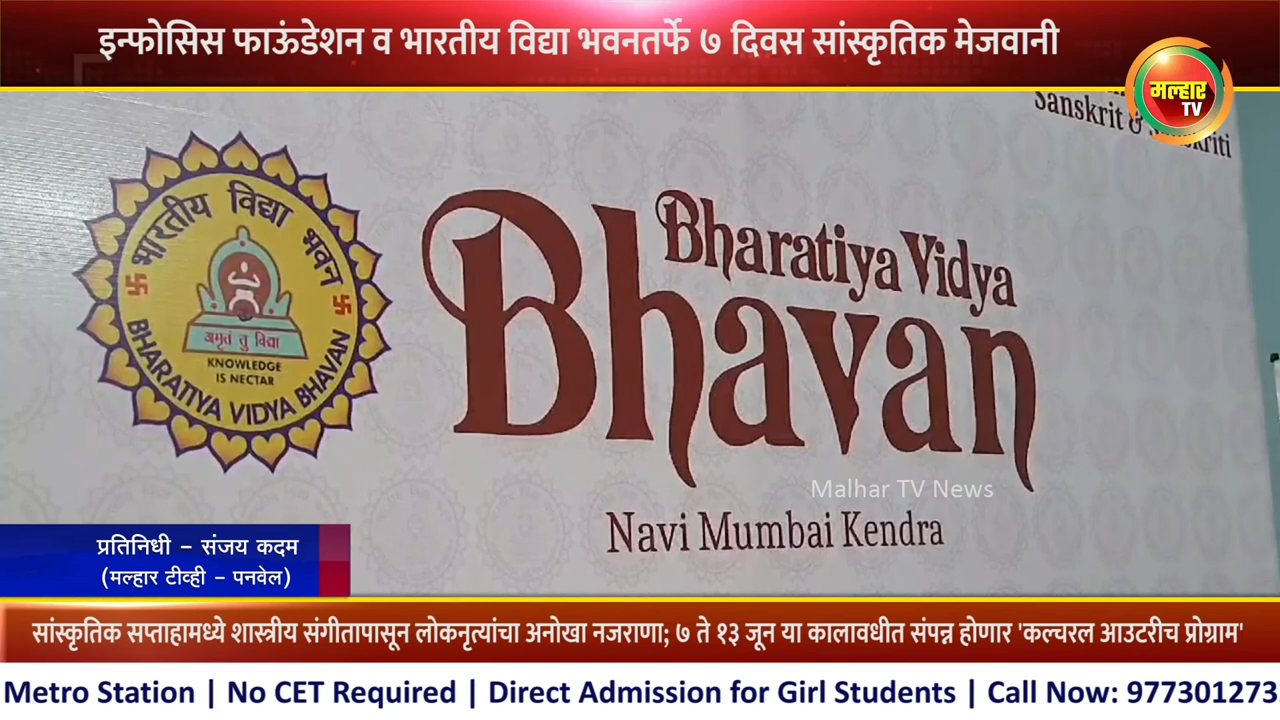 इन्फोसिस फाऊंडेशन व भारतीय विद्या भवनतर्फे ७ दिवस सांस्कृतिक मेजवानी
मल्हार
TV
Sanskrit &
भारतीय विद्या भवन
अमृतं तु विद्या
KNOWLEDGE
IS NECTAR
BHARATIYA VIDYA BHAVAN
Bharatiya Vidya
Bhavan
Malhar TV News
Navi Mumbai Kendra
प्रतिनिधी – संजय कदम
(मल्हार टीव्ही – पनवेल)
सांस्कृतिक सप्ताहामध्ये शास्त्रीय संगीतापासून लोकनृत्यांचा अनोखा नजराणा; ७ ते १३ जून या कालावधीत संपन्न होणार 'कल्चरल आउटरीच प्रोग्राम'
Metro Station | No CET Required | Direct Admission for Girl Students | Call Now: 977301273